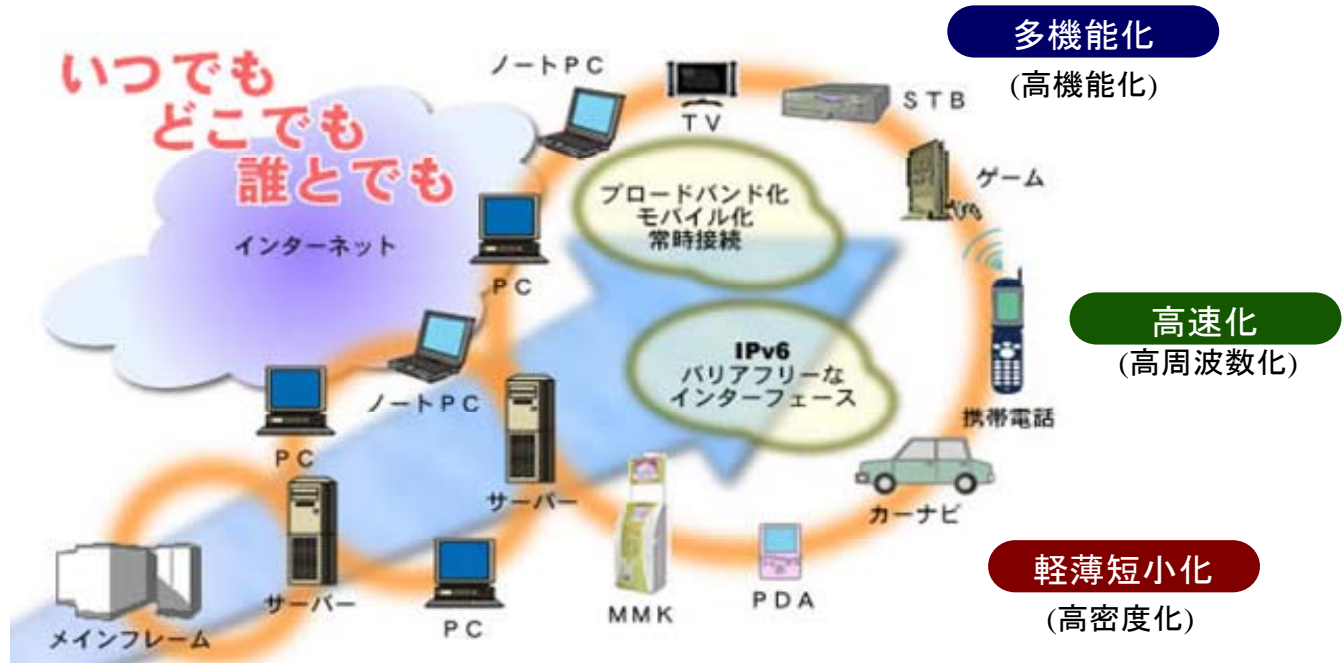 いつでも
どこでも
誰とでも
インターネット
ノートPC
TV
STB
ゲーム
多機能化
(高機能化)
ブロードバンド化
モバイル化
常時接続
PC
高速化
(高周波数化)
IPv6
バリアフリーな
インターフェース
携帯電話
ノートPC
PC
サーバー
カーナビ
軽薄短小化
(高密度化)
サーバー
PC
MMK
PDA
メインフレーム